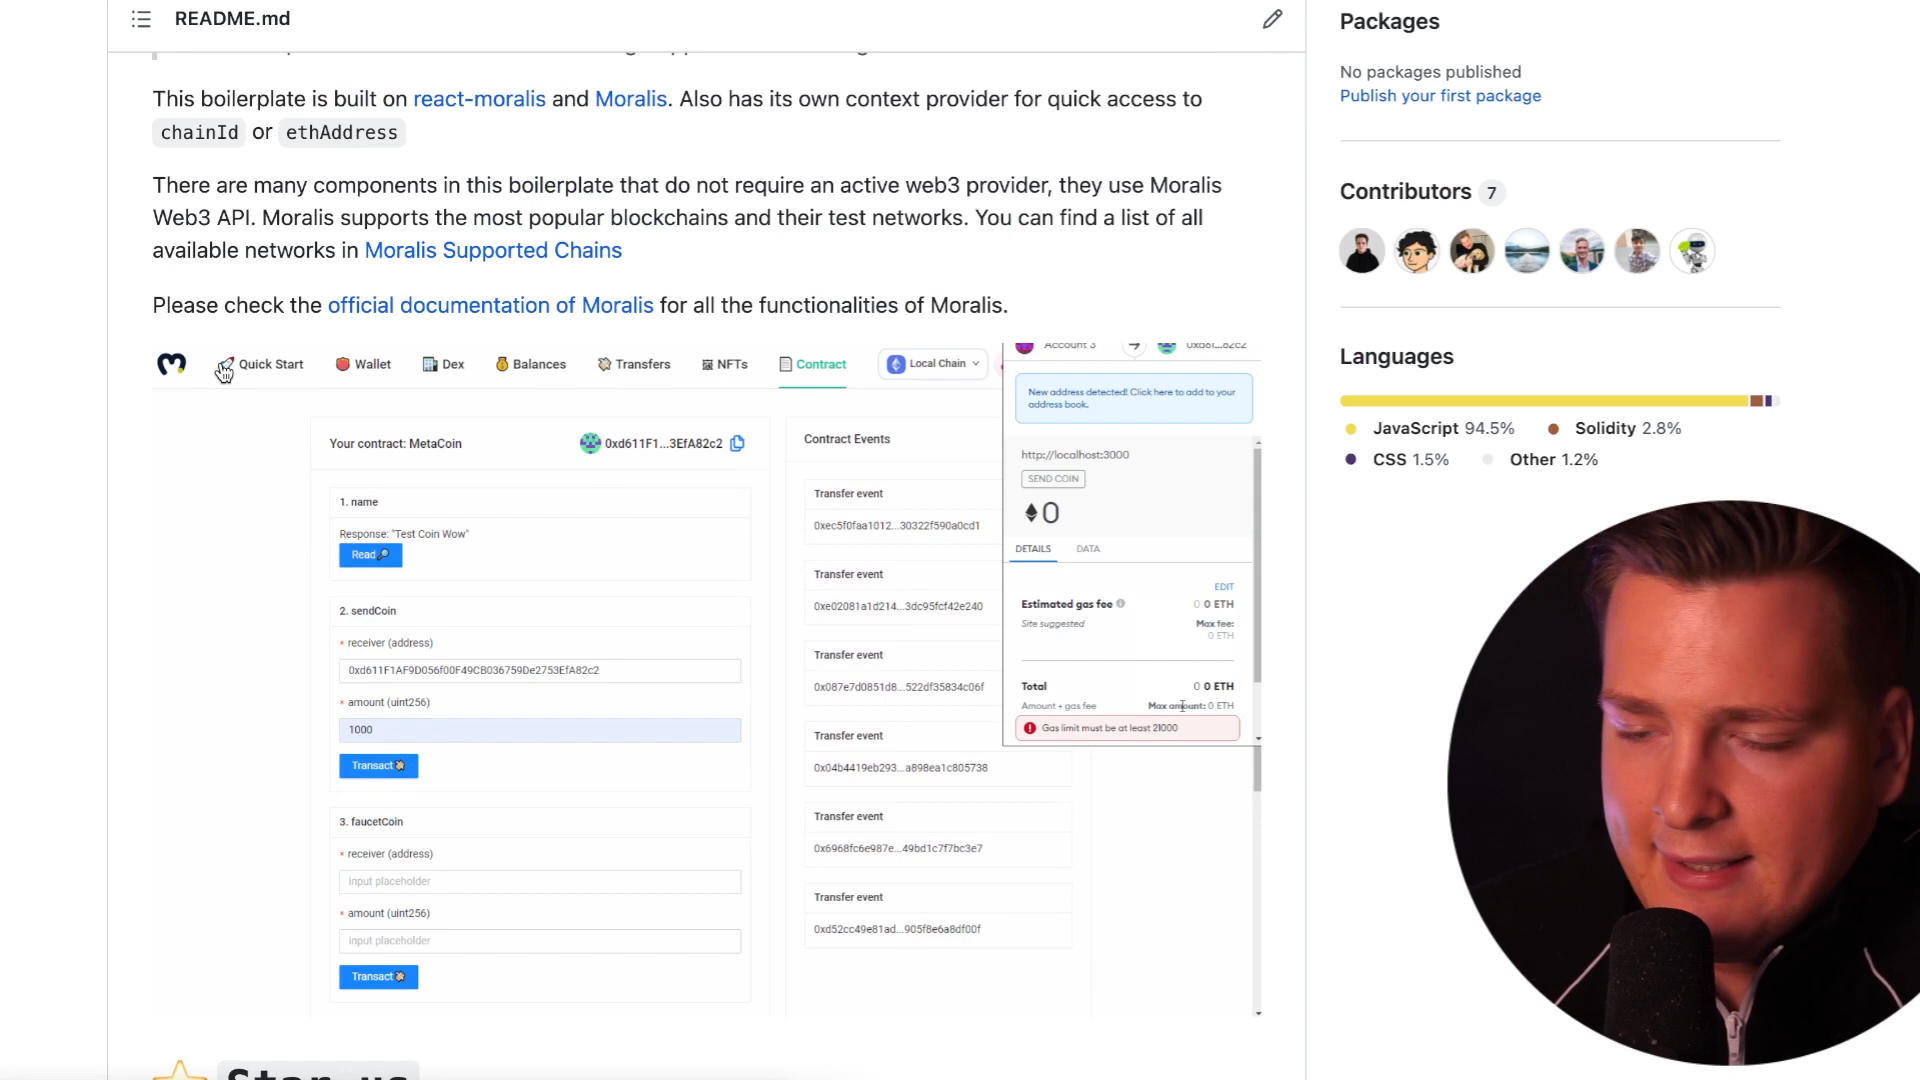 README.md
This boilerplate is built on react-moralis and Moralis. Also has its own context provider for quick access to
chainId or ethAddress
There are many components in this boilerplate that do not require an active web3 provider, they use Moralis
Web3 API. Moralis supports the most popular blockchains and their test networks. You can find a list of all
available networks in Moralis Supported Chains
Please check the official documentation of Moralis for all the functionalities of Moralis.
Quick Start Wallet Dex Balances Transfers NFTs Contract Local Chain
Your contract: MetaCoin 0xd611F1...3EfA82c2
1. name
Response: "Test Coin Wow"
Read
2. sendCoin
* receiver (address)
0xd611F1AF9D056f00F49CB036759De2753EfA82c2
* amount (uint256)
1000
Transact
3. faucetCoin
* receiver (address)
input placeholder
* amount (uint256)
input placeholder
Transact
Contract Events
Transfer event
0xec5f0faa1012...30322f590a0cd1
Transfer event
0xe02081a1d214...3dc95fcf42e240
Transfer event
0x087e7d0851d8...522df35834c06f
Transfer event
0x04b4419eb293...a898ea1c805738
Transfer event
0x6968fc6e987e...49bd1c7f7bc3e7
Transfer event
0xd52cc49e81ad...905f8e6a8df00f
Account 3 0xd61...82c2
New address detected! Click here to add to your
address book.
http://localhost:3000
SEND COIN
0
DETAILS DATA
EDIT
Estimated gas fee 0 0 ETH
Site suggested Max fee:
0 ETH
Total 0 0 ETH
Amount + gas fee Max amount: 0 ETH
Gas limit must be at least 21000
Star us
Packages
No packages published
Publish your first package
Contributors 7
Languages
JavaScript 94.5% Solidity 2.8%
CSS 1.5% Other 1.2%